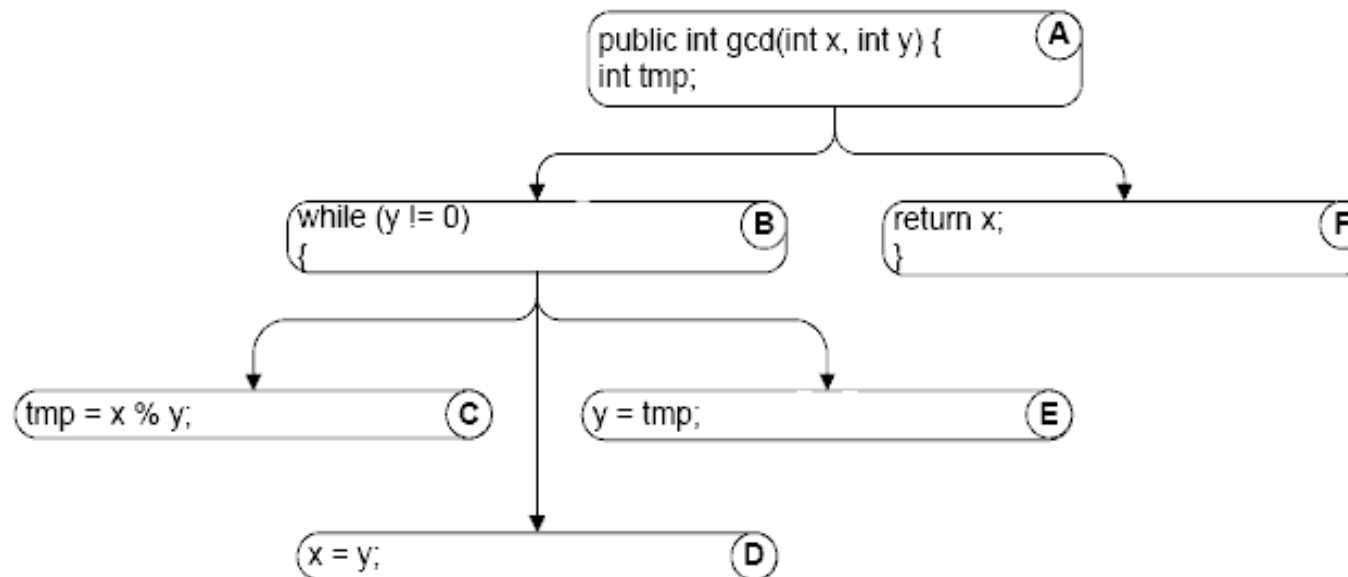 public int gcd(int x, int y) {
int tmp;
A
while (y != 0)
{
B
return x;
}
F
tmp = x % y;
C
y = tmp;
E
x = y;
D